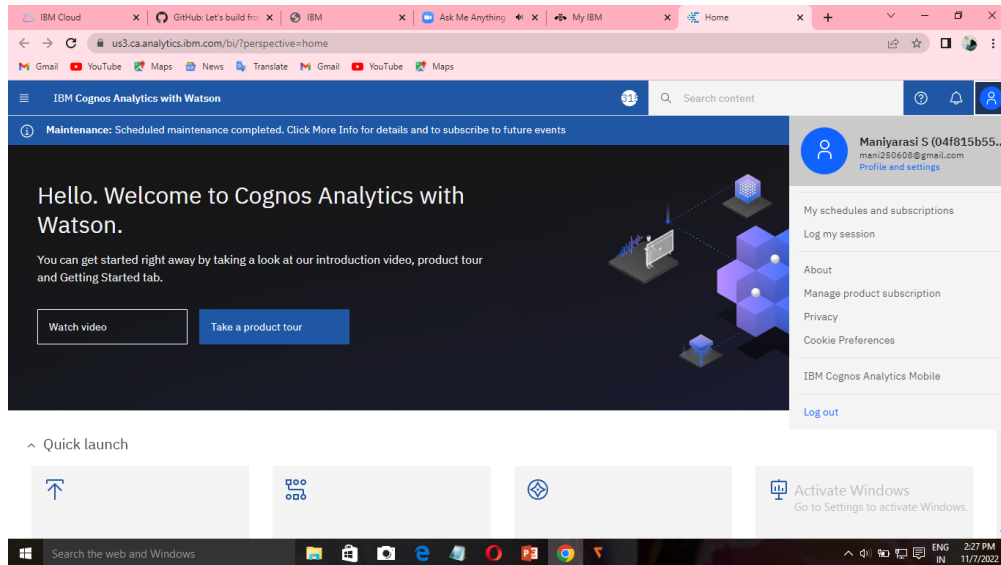 IBM Cloud
GitHub: Let's build fro
IBM
Ask Me Anything
My IBM
Home
us3.ca.analytics.ibm.com/bi/?perspective=home
Gmail YouTube Maps News Translate Gmail YouTube Maps
IBM Cognos Analytics with Watson
Search content
Maintenance: Scheduled maintenance completed. Click More Info for details and to subscribe to future events
Maniyarasi S (04f815b55..
mani250608@gmail.com
Profile and settings
Hello. Welcome to Cognos Analytics with
Watson.
You can get started right away by taking a look at our introduction video, product tour
and Getting Started tab.
Watch video
Take a product tour
My schedules and subscriptions
Log my session
About
Manage product subscription
Privacy
Cookie Preferences
IBM Cognos Analytics Mobile
Log out
Quick launch
Activate Windows
Go to Settings to activate Windows.
Search the web and Windows
ENG
IN
2:27 PM
11/7/2022